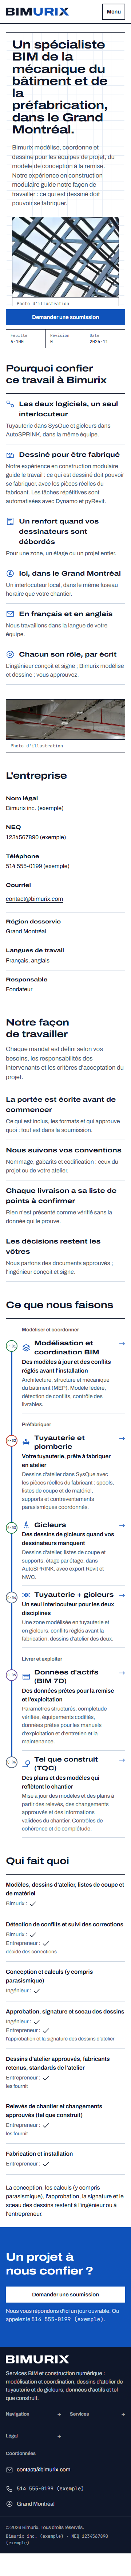 BIMURIX
Menu
Un spécialiste
BIM de la
mécanique du
bâtiment et de
la
préfabrication,
dans le Grand
Montréal.
Bimurix modélise, coordonne et
dessine pour les équipes de projet, du
modèle de conception à la remise.
Notre expérience en construction
modulaire guide notre façon de
travailler : ce qui est dessiné doit
pouvoir se fabriquer.
Photo d'illustration
Demander une soumission
Feuille
A-100
Révision
0
Date
2026-11
Pourquoi confier
ce travail à Bimurix
Les deux logiciels, un seul
interlocuteur
Tuyauterie dans SysQue et gicleurs dans
AutoSPRINK, dans la même équipe.
Dessiné pour être fabriqué
Notre expérience en construction modulaire
guide le travail : ce qui est dessiné doit pouvoir
se fabriquer, avec les pièces réelles du
fabricant. Les tâches répétitives sont
automatisées avec Dynamo et pyRevit.
Un renfort quand vos
dessinateurs sont
débordés
Pour une zone, un étage ou un projet entier.
Ici, dans le Grand Montréal
Un interlocuteur local, dans le même fuseau
horaire que votre chantier.
En français et en anglais
Nous travaillons dans la langue de votre
équipe.
Chacun son rôle, par écrit
L'ingénieur conçoit et signe ; Bimurix modélise
et dessine ; vous approuvez.
Photo d'illustration
L'entreprise
Nom légal
Bimurix inc. (exemple)
NEQ
1234567890 (exemple)
Téléphone
514 555-0199 (exemple)
Courriel
contact@bimurix.com
Région desservie
Grand Montréal
Langues de travail
Français, anglais
Responsable
Fondateur
Notre façon
de travailler
Chaque mandat est défini selon vos
besoins, les responsabilités des
intervenants et les critères d'acceptation du
projet.
La portée est écrite avant de
commencer
Ce qui est inclus, les formats et qui approuve
quoi : tout est dans la soumission.
Nous suivons vos conventions
Nommage, gabarits et codification : ceux du
projet ou de votre atelier.
Chaque livraison a sa liste de
points à confirmer
Rien n'est présenté comme vérifié sans la
donnée qui le prouve.
Les décisions restent les
vôtres
Nous partons des documents approuvés ;
l'ingénieur conçoit et signe.
Ce que nous faisons
Modéliser et coordonner
Modélisation et
coordination BIM
Des modèles à jour et des conflits
réglés avant l'installation
Architecture, structure et mécanique
du bâtiment (MEP). Modèle fédéré,
détection de conflits, contrôle des
livrables.
Préfabriquer
Tuyauterie et
plomberie
Votre tuyauterie, prête à fabriquer
en atelier
Dessins d'atelier dans SysQue avec
les pièces réelles du fabricant : spools,
listes de coupe et de matériel,
supports et contreventements
parasismiques coordonnés.
Gicleurs
Des dessins de gicleurs quand vos
dessinateurs manquent
Dessins d'atelier, listes de coupe et
supports, étage par étage, dans
AutoSPRINK, avec export Revit et
NWC.
Tuyauterie + gicleurs
Un seul interlocuteur pour les deux
disciplines
Une zone modélisée en tuyauterie et
en gicleurs, conflits réglés avant la
fabrication, dessins d'atelier des deux.
Livrer et exploiter
Données d'actifs
(BIM 7D)
Des données prêtes pour la remise
et l'exploitation
Paramètres structurés, complétude
vérifiée, équipements codifiés,
données prêtes pour les manuels
d'exploitation et d'entretien et la
maintenance.
Tel que construit
(TQC)
Des plans et des modèles qui
reflètent le chantier
Mise à jour des modèles et des plans à
partir des relevés, des changements
approuvés et des informations
validées du chantier. Contrôles de
cohérence et de complétude.
Qui fait quoi
Modèles, dessins d'atelier, listes de coupe et
de matériel
Bimurix :
Détection de conflits et suivi des corrections
Bimurix :
Entrepreneur :
décide des corrections
Conception et calculs (y compris
parasismique)
Ingénieur :
Approbation, signature et sceau des dessins
Ingénieur :
Entrepreneur :
l'approbation et la signature des dessins d'atelier
Dessins d'atelier approuvés, fabricants
retenus, standards de l'atelier
Entrepreneur :
les fournit
Relevés de chantier et changements
approuvés (tel que construit)
Entrepreneur :
les fournit
Fabrication et installation
Entrepreneur :
La conception, les calculs (y compris
parasismique), l'approbation, la signature et le
sceau des dessins restent à l'ingénieur ou à
l'entrepreneur.
Un projet à
nous confier ?
Demander une soumission
Nous vous répondons d'ici un jour ouvrable. Ou
appelez le 514 555-0199 (exemple).
BIMURIX
Services BIM et construction numérique :
modélisation et coordination, dessins d'atelier de
tuyauterie et de gicleurs, données d'actifs et tel
que construit.
Navigation +
Services +
Légal +
Coordonnées
contact@bimurix.com
514 555-0199 (exemple)
Grand Montréal
© 2026 Bimurix. Tous droits réservés.
Bimurix inc. (exemple) · NEQ 1234567890
(exemple)